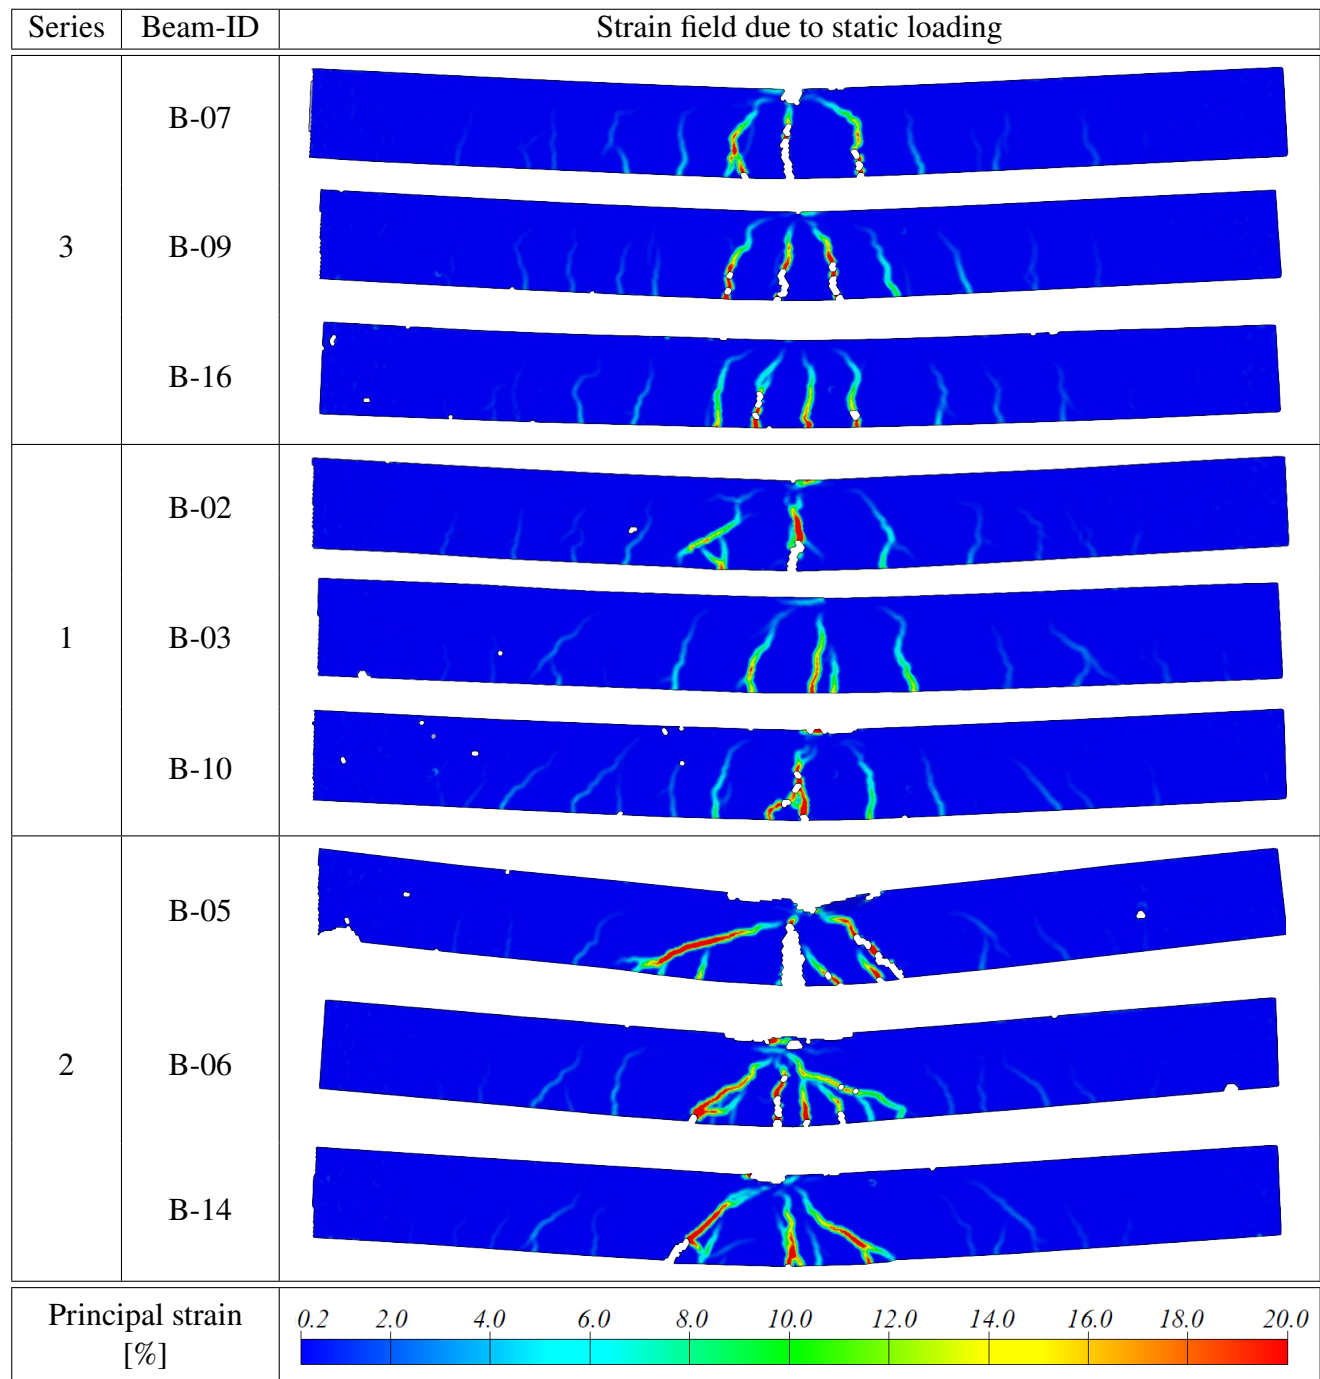 Series Beam-ID Strain field due to static loading
B-07
3 B-09
B-16
B-02
1 B-03
B-10
B-05
2 B-06
B-14
Principal strain
[%]
0.2 2.0 4.0 6.0 8.0 10.0 12.0 14.0 16.0 18.0 20.0